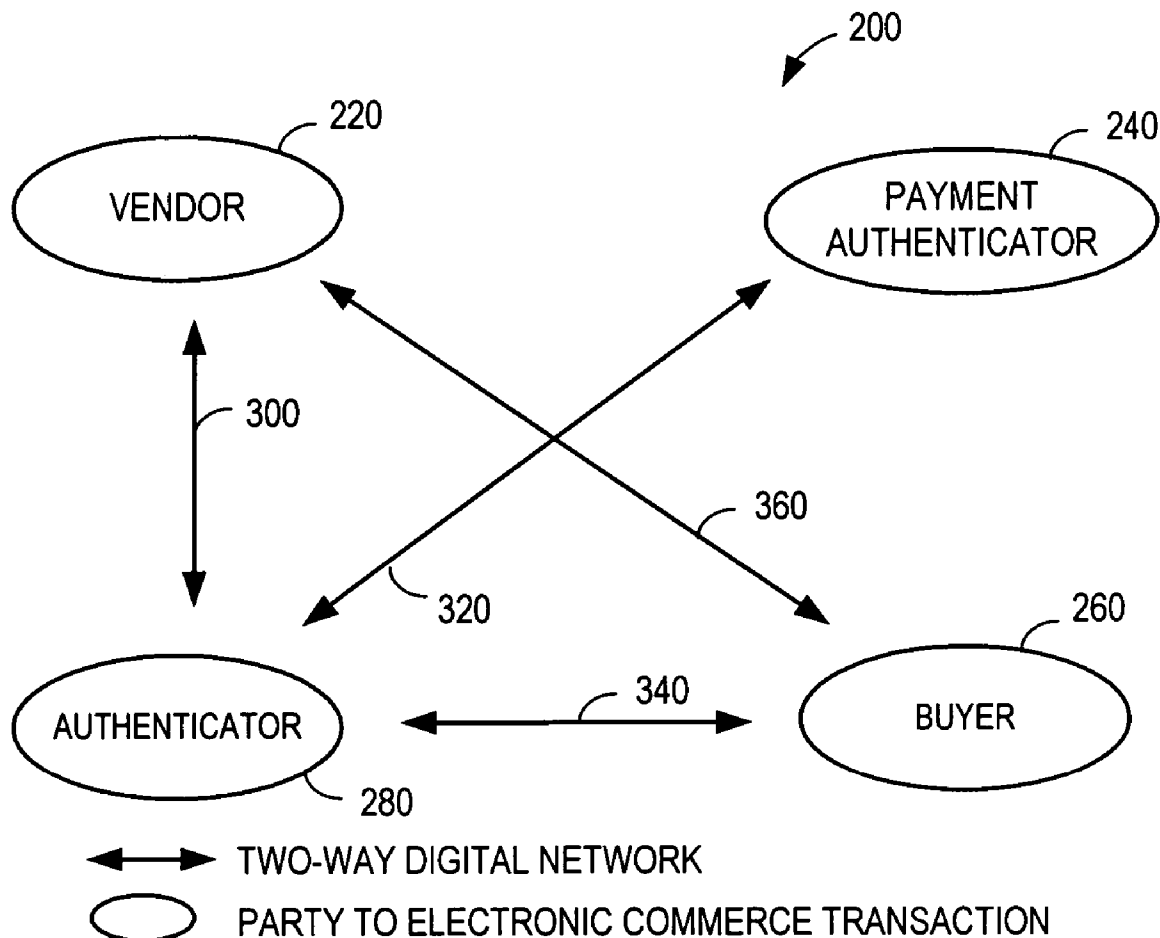 200
220
VENDOR
240
PAYMENT
AUTHENTICATOR
300
360
320
260
340
AUTHENTICATOR
BUYER
280
TWO-WAY DIGITAL NETWORK
PARTY TO ELECTRONIC COMMERCE TRANSACTION